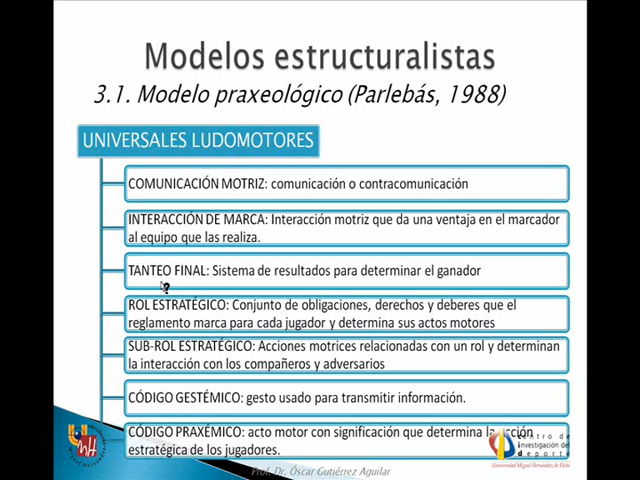 Modelos estructuralistas
3.1. Modelo praxeológico (Parlebás, 1988)
UNIVERSALES LUDOMOTORES
COMUNICACIÓN MOTRIZ: comunicación o contracomunicación
INTERACCIÓN DE MARCA: Interacción motriz que da una ventaja en el marcador
al equipo que las realiza.
TANTEO FINAL: Sistema de resultados para determinar el ganador
ROL ESTRATÉGICO: Conjunto de obligaciones, derechos y deberes que el
reglamento marca para cada jugador y determina sus actos motores
SUB-ROL ESTRATÉGICO: Acciones motrices relacionadas con un rol y determinan
la interacción con los compañeros y adversarios
CÓDIGO GESTÉMICO: gesto usado para transmitir información.
CÓDIGO PRAXÉMICO: acto motor con significación que determina la acción
estratégica de los jugadores.
centro de
investigación del
deporte
Universidad Miguel Hernández de Elche
Prof. Dr. Óscar Gutiérrez Aguilar